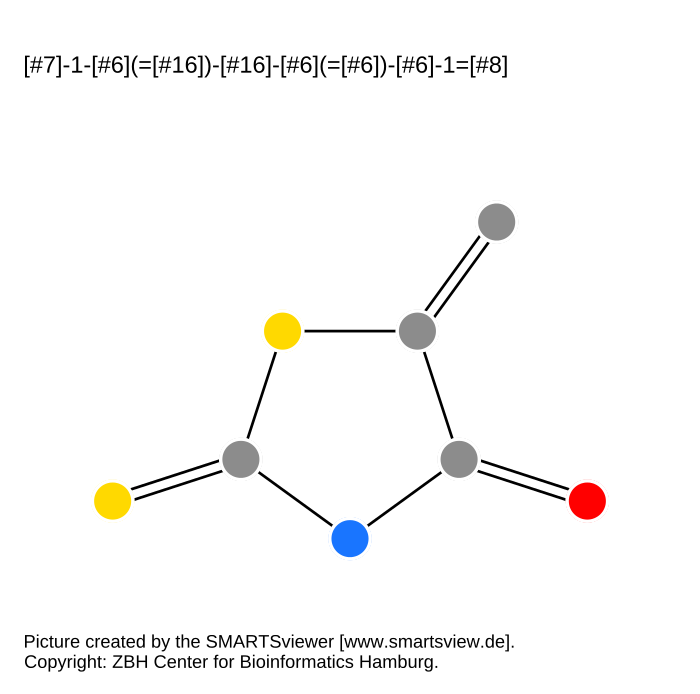 [#7]-1-[#6](=[#16])-[#16]-[#6](=[#6])-[#6]-1=[#8]
Picture created by the SMARTSviewer [www.smartsview.de].
Copyright: ZBH Center for Bioinformatics Hamburg.